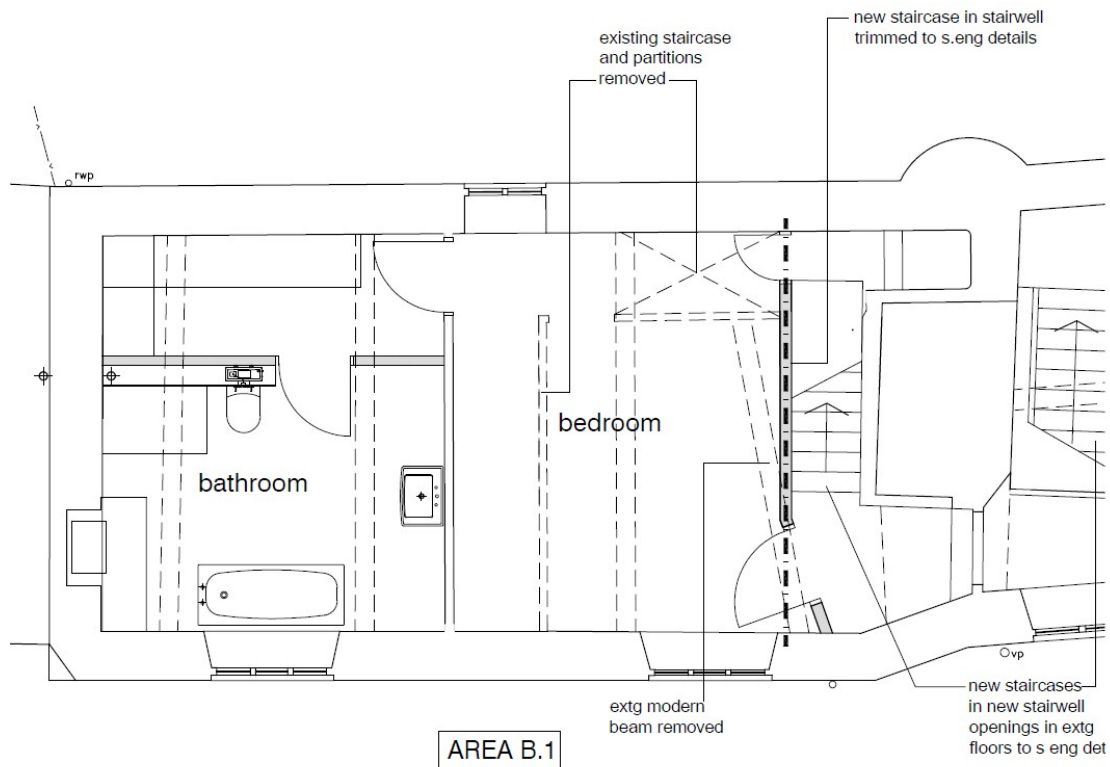 new staircase in stairwell
trimmed to s.eng details
existing staircase
and partitions
removed
rwp
bedroom
bathroom
vp
extg modern
beam removed
new staircases
in new stairwell
openings in extg
floors to s eng det
AREA B.1